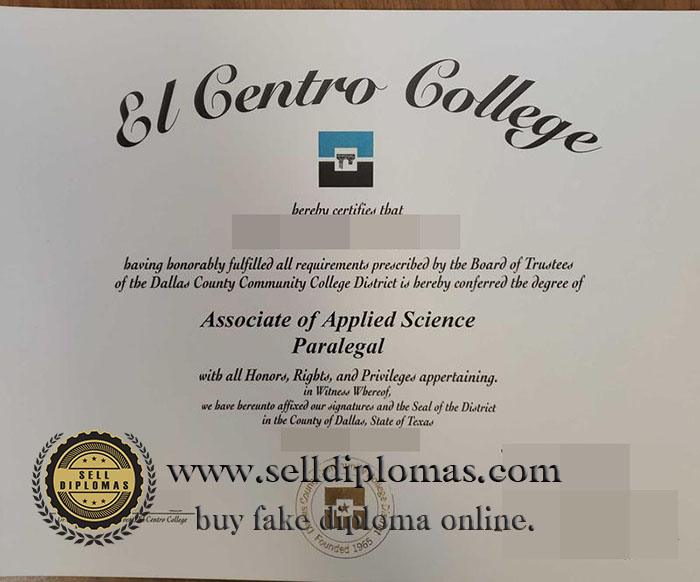 El Centro College
hereby certifies that
having honorably fulfilled all requirements prescribed by the Board of Trustees
of the Dallas County Community College District is hereby conferred the degree of
Associate of Applied Science
Paralegal
with all Honors, Rights, and Privileges appertaining.
in Witness Whereof,
we have hereunto affixed our signatures and the Seal of the District
in the County of Dallas, State of Texas
SELL
DIPLOMAS
www.selldiplomas.com
buy fake diploma online.
Centro College
Founded 1965